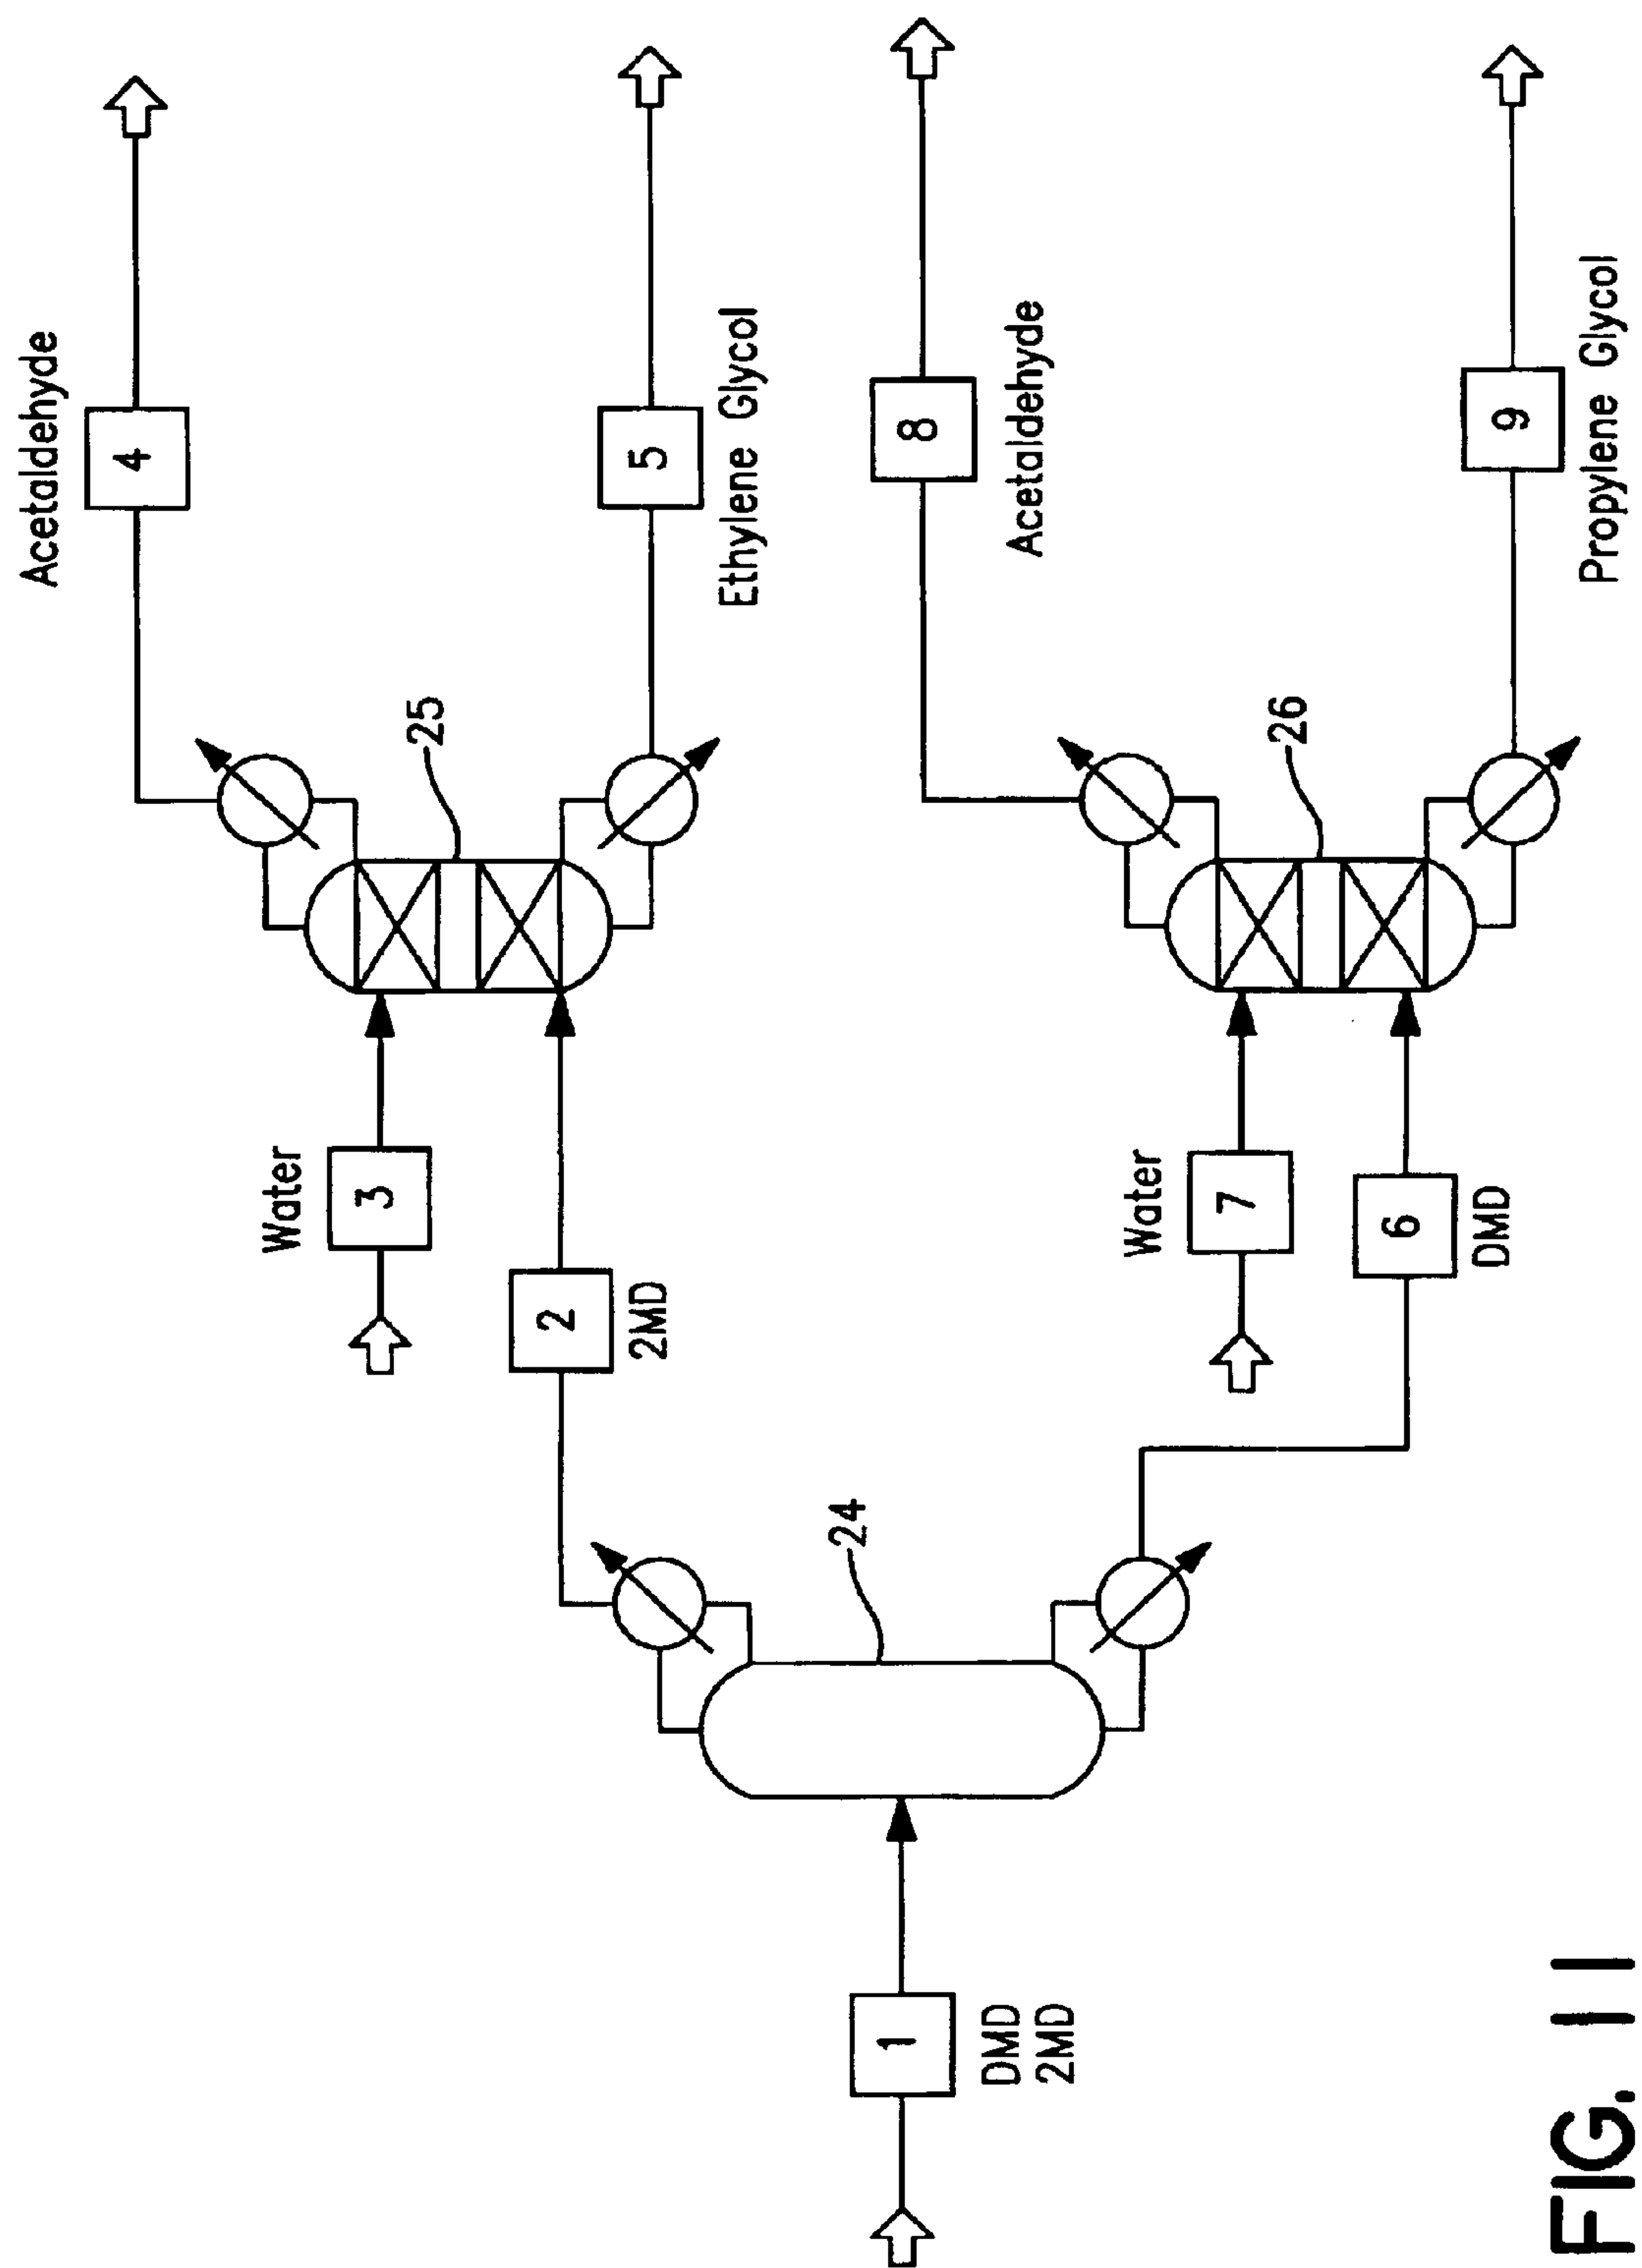 Acetaldehyde
4
5
Ethylene Glycol
25
Water
3
2
2MD
24
1
DMD
2MD
8
Acetaldehyde
9
Propylene Glycol
26
Water
7
6
DMD
FIG. 11